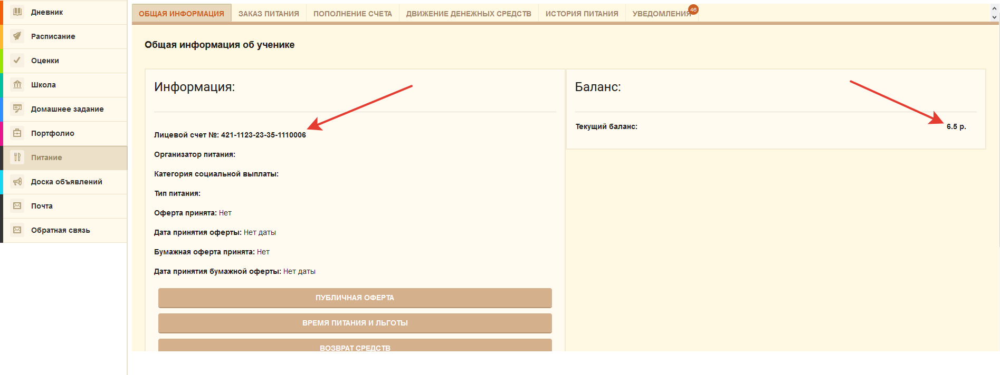 Дневник
Расписание
Оценки
Школа
Домашнее задание
Портфолио
Питание
Доска объявлений
Почта
Обратная связь
ОБЩАЯ ИНФОРМАЦИЯ ЗАКАЗ ПИТАНИЯ ПОПОЛНЕНИЕ СЧЕТА ДВИЖЕНИЕ ДЕНЕЖНЫХ СРЕДСТВ ИСТОРИЯ ПИТАНИЯ УВЕДОМЛЕНИЯ 46
Общая информация об ученике
Информация:
Лицевой счет №: 421-1123-23-35-1110006
Организатор питания:
Категория социальной выплаты:
Тип питания:
Оферта принята: Нет
Дата принятия оферты: Нет даты
Бумажная оферта принята: Нет
Дата принятия бумажной оферты: Нет даты
ПУБЛИЧНАЯ ОФЕРТА
ВРЕМЯ ПИТАНИЯ И ЛЬГОТЫ
ВОЗВРАТ СРЕДСТВ
Баланс:
Текущий баланс: 6.5 р.